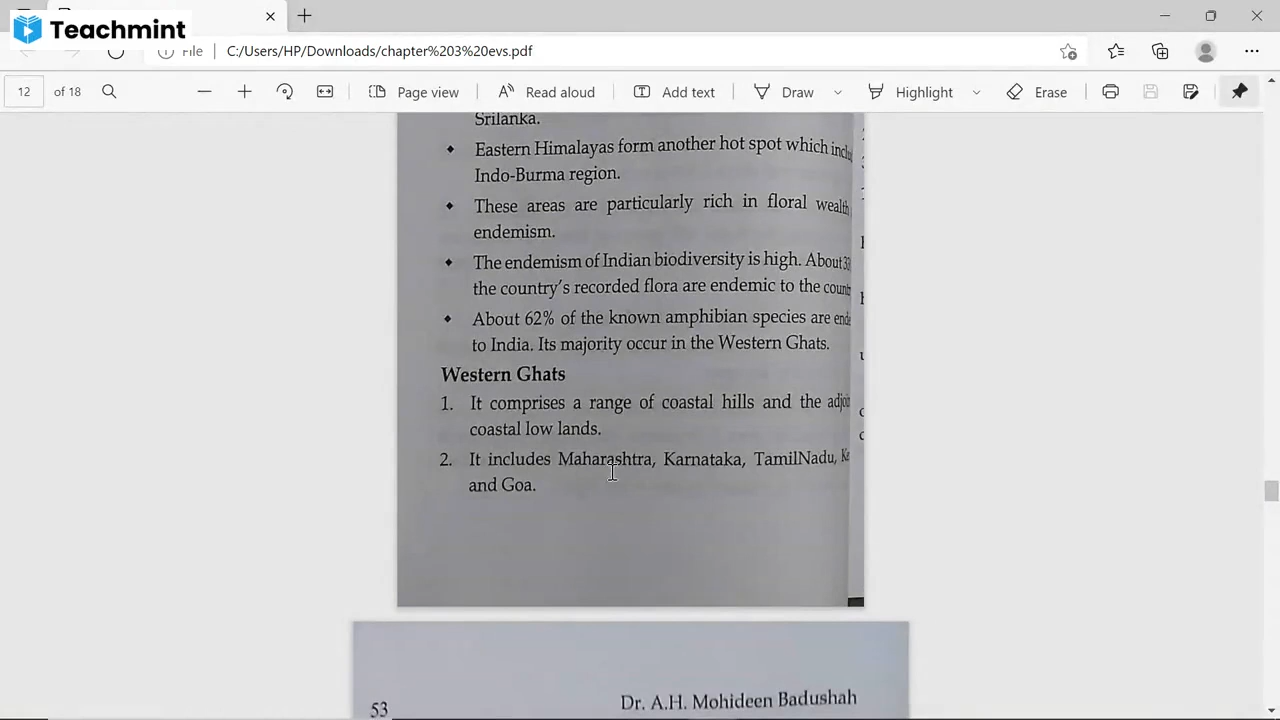 Teachmint
File
C:/Users/HP/Downloads/chapter%203%20evs.pdf
12 of 18
Page view
Read aloud
Add text
Draw
Highlight
Erase
Srilanka.
Eastern Himalayas form another hot spot which
Indo-Burma region.
These areas are particularly rich in floral wealth
endemism.
The endemism of Indian biodiversity is high. About
the country's recorded flora are endemic to the
About 62% of the known amphibian species are
to India. Its majority occur in the Western Ghats.
Western Ghats
1. It comprises a range of coastal hills and the
coastal low lands.
2. It includes Maharashtra, Karnataka, TamilNadu,
and Goa.
53
Dr. A.H. Mohideen Badushah